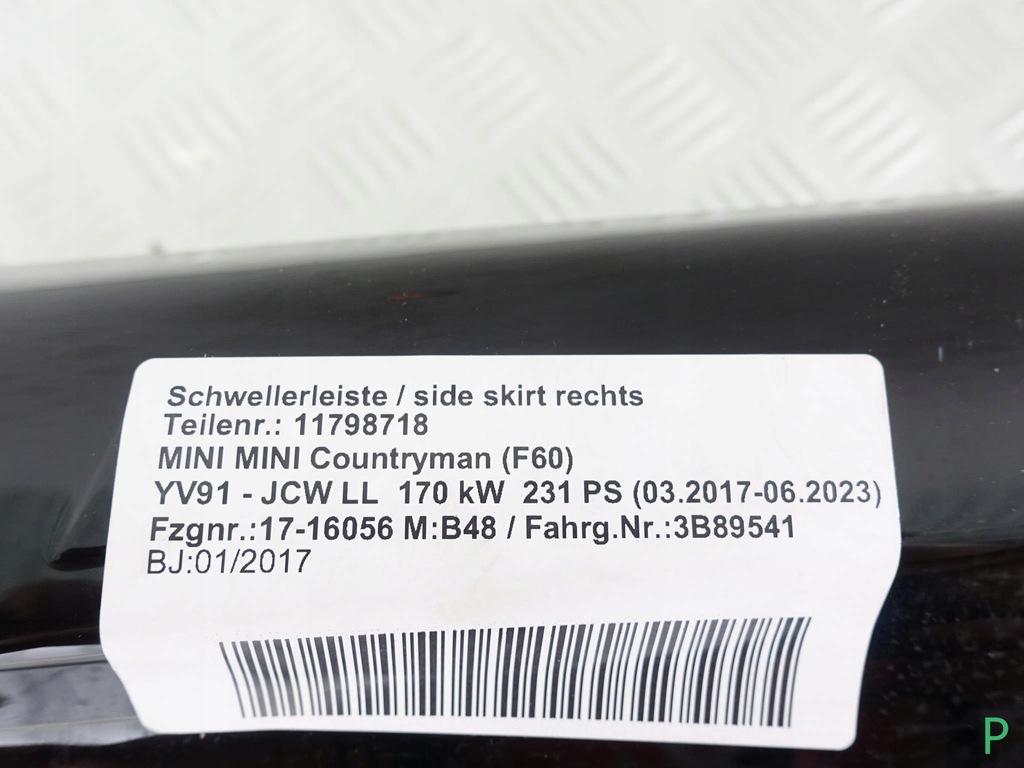 Schwellerleiste / side skirt rechts
Teilenr.: 11798718
MINI MINI Countryman (F60)
YV91 - JCW LL 170 kW 231 PS (03.2017-06.2023)
Fzgnr.:17-16056 M:B48 / Fahrg.Nr.:3B89541
BJ:01/2017
P